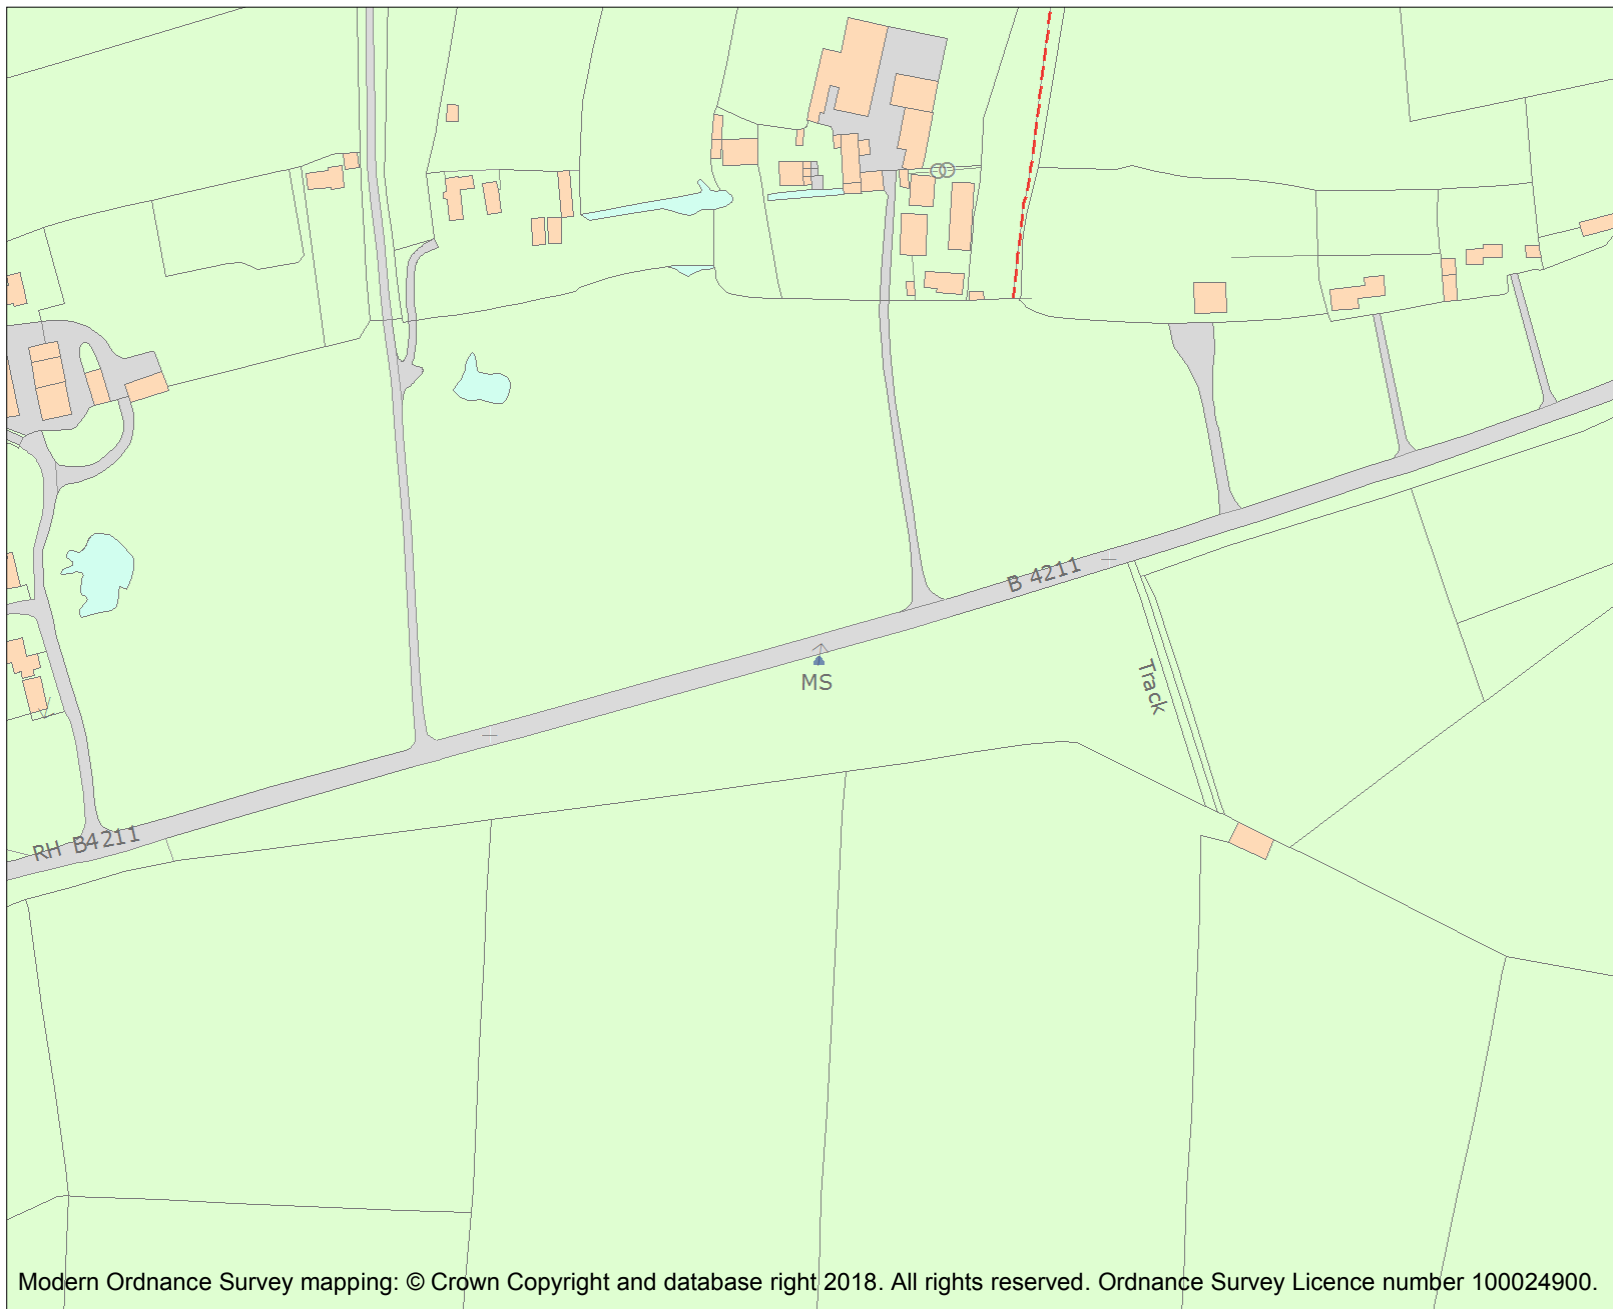 B 4211
Track
MS
RH B4211
Modern Ordnance Survey mapping: © Crown Copyright and database right 2018. All rights reserved. Ordnance Survey Licence number 100024900.